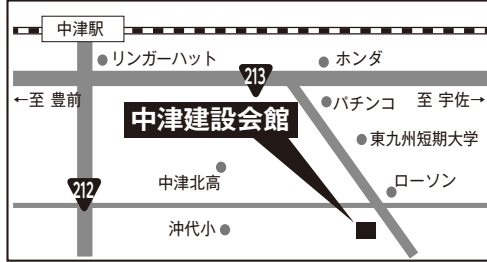 中津駅
リンガーハット
ホンダ
213
←至 豊前
パチンコ
至 宇佐→
中津建設会館
東九州短期大学
中津北高
ローソン
212
沖代小